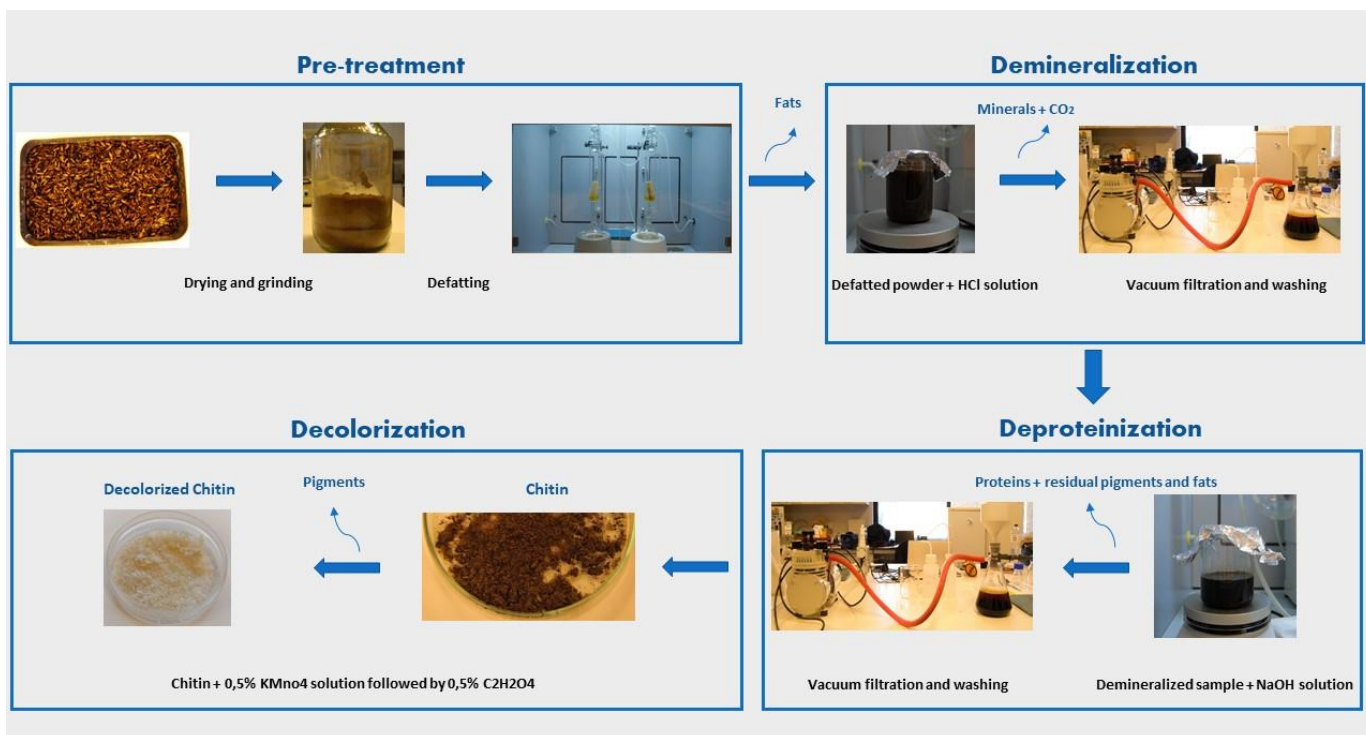 Pre-treatment
Fats
Drying and grinding
Defatting
Demineralization
Minerals + CO2
Defatted powder + HCl solution
Vacuum filtration and washing
Deproteinization
Proteins + residual pigments and fats
Vacuum filtration and washing
Demineralized sample + NaOH solution
Decolorization
Decolorized Chitin
Pigments
Chitin
Chitin + 0,5% KMno4 solution followed by 0,5% C2H2O4